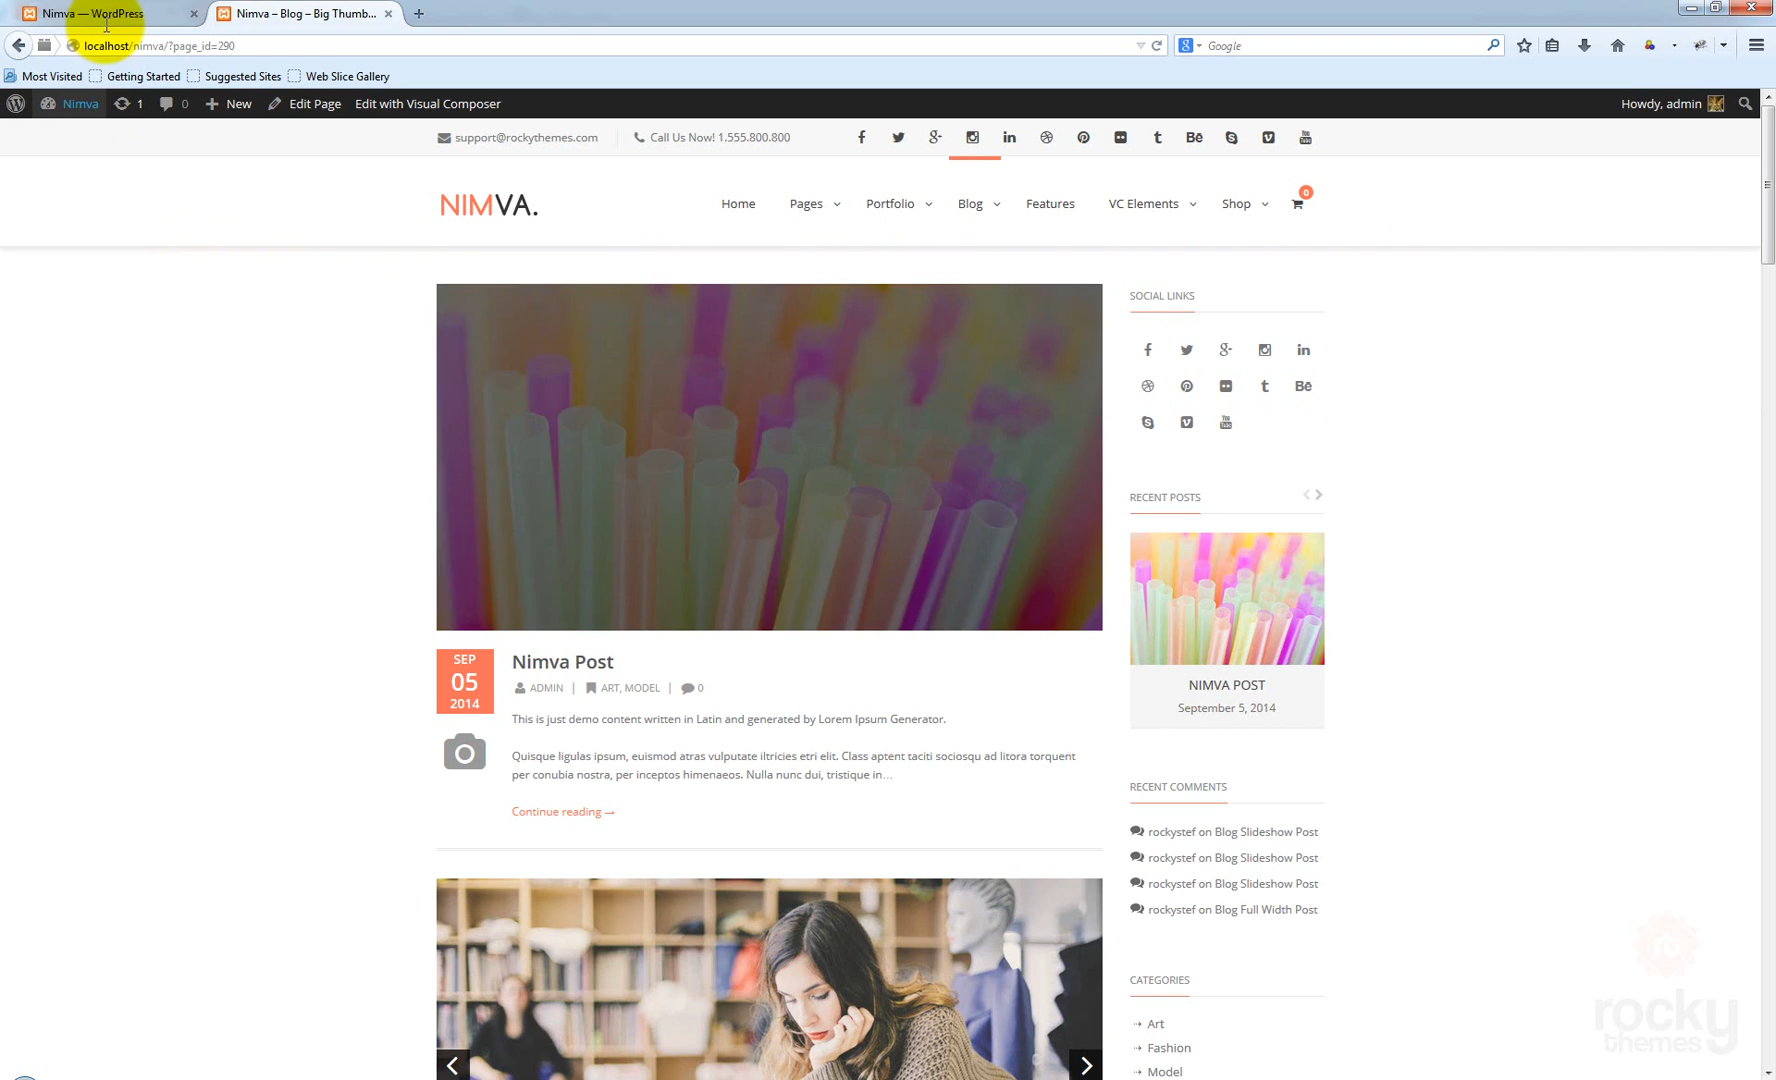 Nimva — WordPress
Nimva – Blog – Big Thumb...
localhost/nimva/?page_id=290
Google
Most Visited
Getting Started
Suggested Sites
Web Slice Gallery
Nimva
1
0
New
Edit Page
Edit with Visual Composer
Howdy, admin
support@rockythemes.com
Call Us Now! 1.555.800.800
NIMVA.
Home
Pages
Portfolio
Blog
Features
VC Elements
Shop
0
SOCIAL LINKS
RECENT POSTS
NIMVA POST
September 5, 2014
SEP
05
2014
Nimva Post
ADMIN | ART, MODEL | 0
This is just demo content written in Latin and generated by Lorem Ipsum Generator.
Quisque ligulas ipsum, euismod atras vulputate iltricies etri elit. Class aptent taciti sociosqu ad litora torquent
per conubia nostra, per inceptos himenaeos. Nulla nunc dui, tristique in…
Continue reading →
RECENT COMMENTS
rockystef on Blog Slideshow Post
rockystef on Blog Slideshow Post
rockystef on Blog Slideshow Post
rockystef on Blog Full Width Post
CATEGORIES
Art
Fashion
Model
rocky
themes